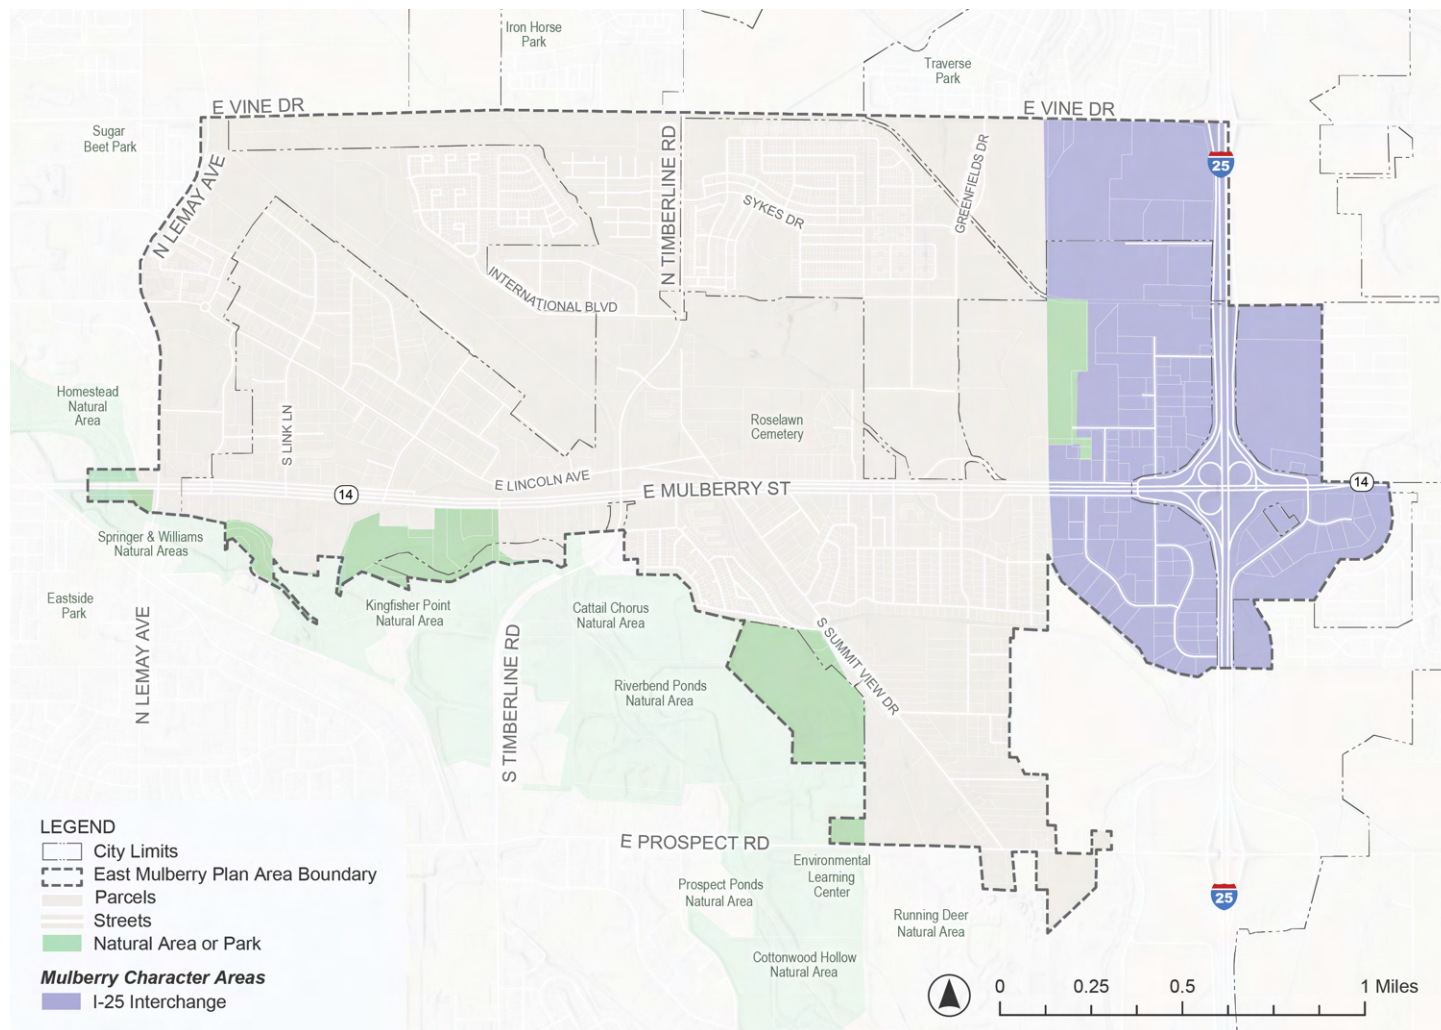 Iron Horse
Park
Traverse
Park
E VINE DR
E VINE DR
Sugar
Beet Park
N LEMAY AVE
N TIMBERLINE RD
SYKES DR
GREENFIELDS DR
25
INTERNATIONAL BLVD
Homestead
Natural
Area
S LINK LN
Roselawn
Cemetery
E LINCOLN AVE
14
E MULBERRY ST
14
Springer & Williams
Natural Areas
Eastside
Park
N LEMAY AVE
Kingfisher Point
Natural Area
Cattail Chorus
Natural Area
S TIMBERLINE RD
S SUMMIT VIEW DR
Riverbend Ponds
Natural Area
E PROSPECT RD
Environmental
Learning
Center
Prospect Ponds
Natural Area
Running Deer
Natural Area
25
Cottonwood Hollow
Natural Area
LEGEND
City Limits
East Mulberry Plan Area Boundary
Parcels
Streets
Natural Area or Park
Mulberry Character Areas
I-25 Interchange
0 0.25 0.5 1 Miles